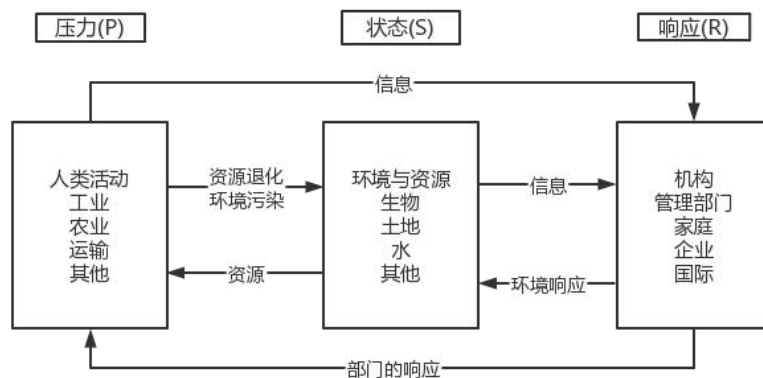 压力(P)
状态(S)
响应(R)
信息
人类活动
工业
农业
运输
其他
资源退化
环境污染
资源
环境与资源
生物
土地
水
其他
信息
环境响应
机构
管理部门
家庭
企业
国际
部门的响应